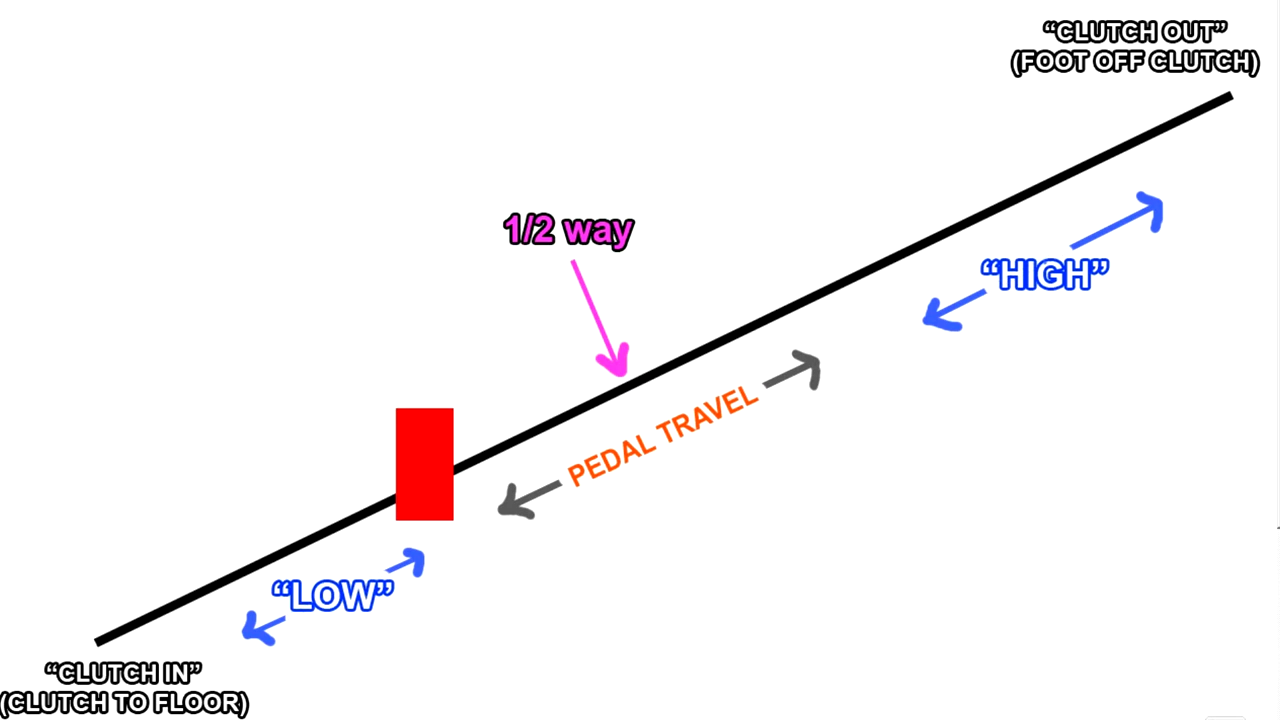 “CLUTCH OUT”
(FOOT OFF CLUTCH)
1/2 way
“HIGH”
PEDAL TRAVEL
“LOW”
“CLUTCH IN”
(CLUTCH TO FLOOR)